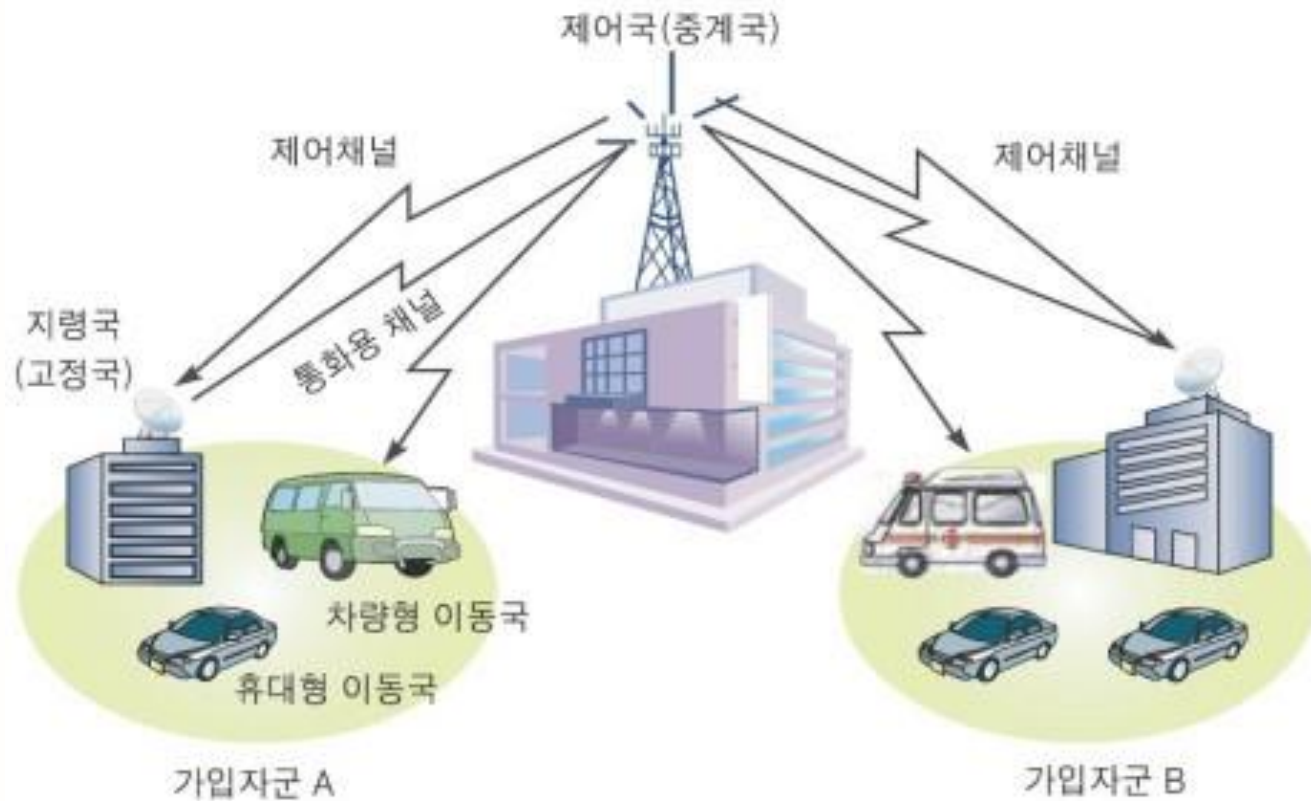 제어국(중계국)
제어채널
제어채널
지령국
(고정국)
통화용 채널
차량형 이동국
휴대형 이동국
가입자군 A
가입자군 B